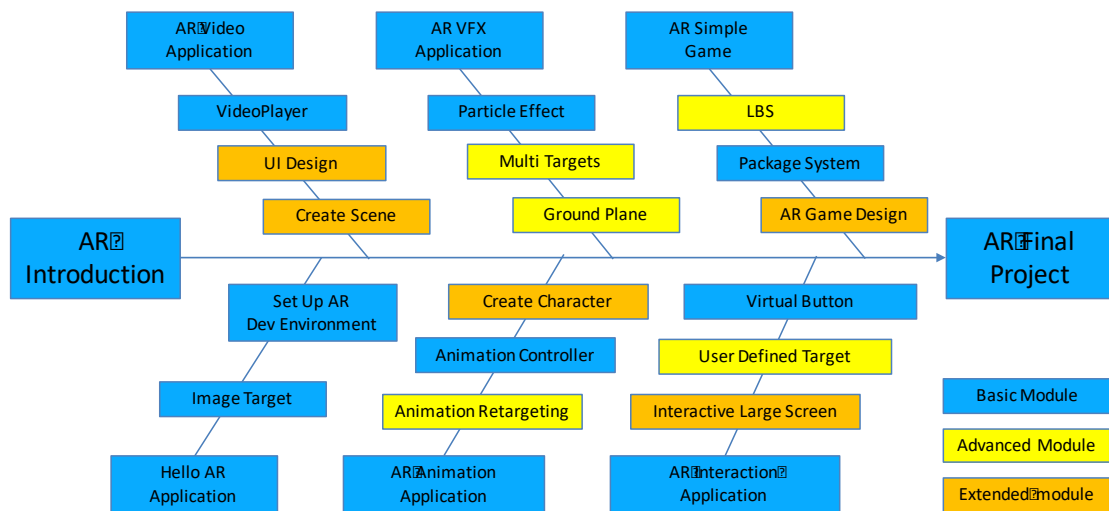 AR Video
Application
AR VFX
Application
AR Simple
Game
VideoPlayer
Particle Effect
LBS
UI Design
Multi Targets
Package System
Create Scene
Ground Plane
AR Game Design
AR
Introduction
AR Final
Project
Set Up AR
Dev Environment
Create Character
Virtual Button
Animation Controller
User Defined Target
Image Target
Animation Retargeting
Interactive Large Screen
Basic Module
Advanced Module
Hello AR
Application
AR Animation
Application
AR Interaction
Application
Extended module